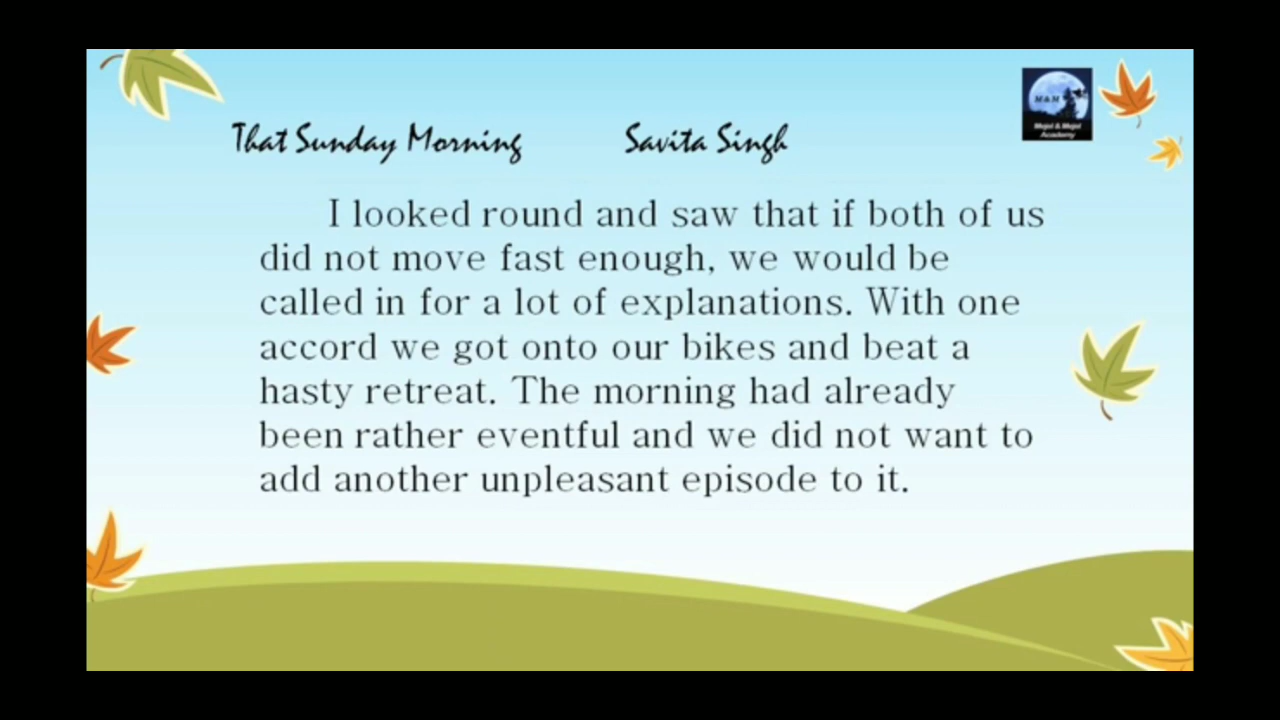 That Sunday Morning Savita Singh
M&M
Mojel & Mojel
Academy
I looked round and saw that if both of us
did not move fast enough, we would be
called in for a lot of explanations. With one
accord we got onto our bikes and beat a
hasty retreat. The morning had already
been rather eventful and we did not want to
add another unpleasant episode to it.